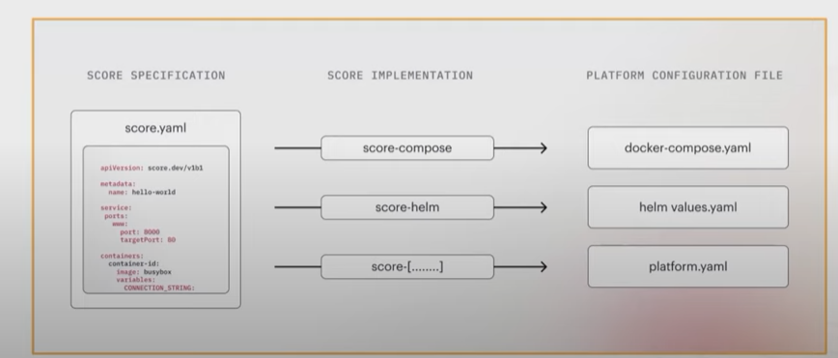 SCORE SPECIFICATION
SCORE IMPLEMENTATION
PLATFORM CONFIGURATION FILE
score.yaml
apiVersion: score.dev/v1b1
metadata:
name: hello-world
service:
ports:
www:
port: 8000
targetPort: 80
containers:
container-id:
image: busybox
variables:
CONNECTION_STRING:
score-compose
docker-compose.yaml
score-helm
helm values.yaml
score-[........]
platform.yaml